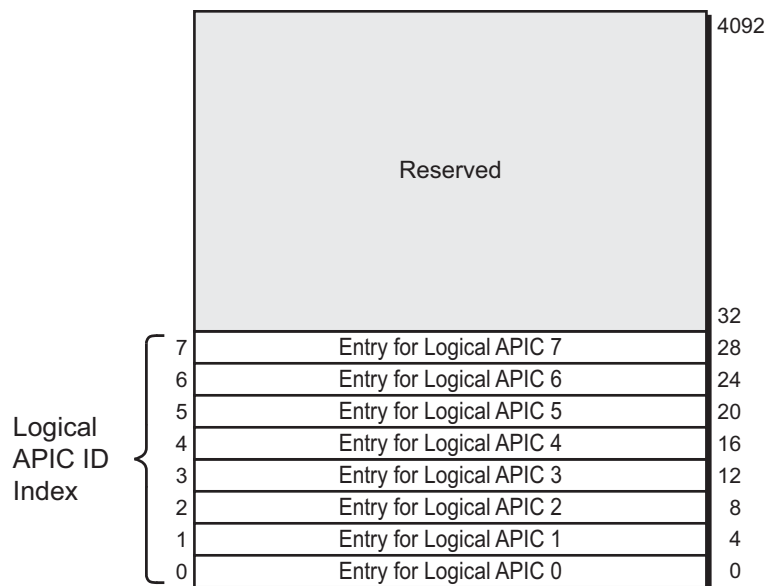 4092
Reserved
32
7 Entry for Logical APIC 7 28
6 Entry for Logical APIC 6 24
5 Entry for Logical APIC 5 20
4 Entry for Logical APIC 4 16
3 Entry for Logical APIC 3 12
2 Entry for Logical APIC 2 8
1 Entry for Logical APIC 1 4
0 Entry for Logical APIC 0 0
Logical
APIC ID
Index